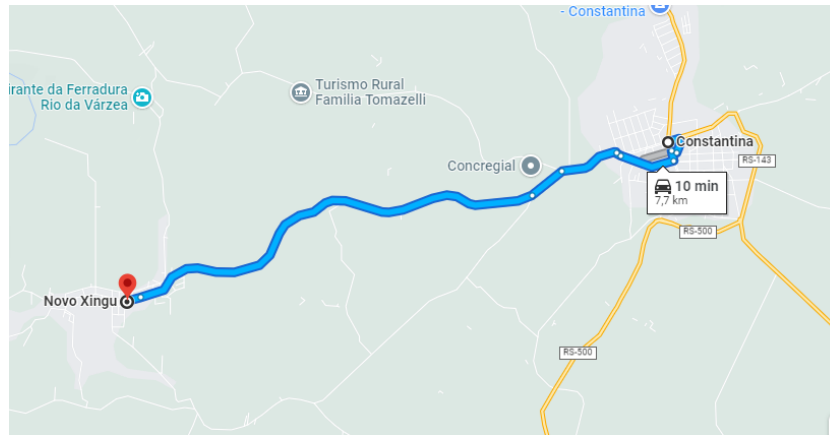 - Constantina
irante da Ferradura
Rio da Várzea
Turismo Rural
Familia Tomazelli
Constantina
Concregial
RS-143
10 min
7,7 km
RS-500
Novo Xingu
RS-500